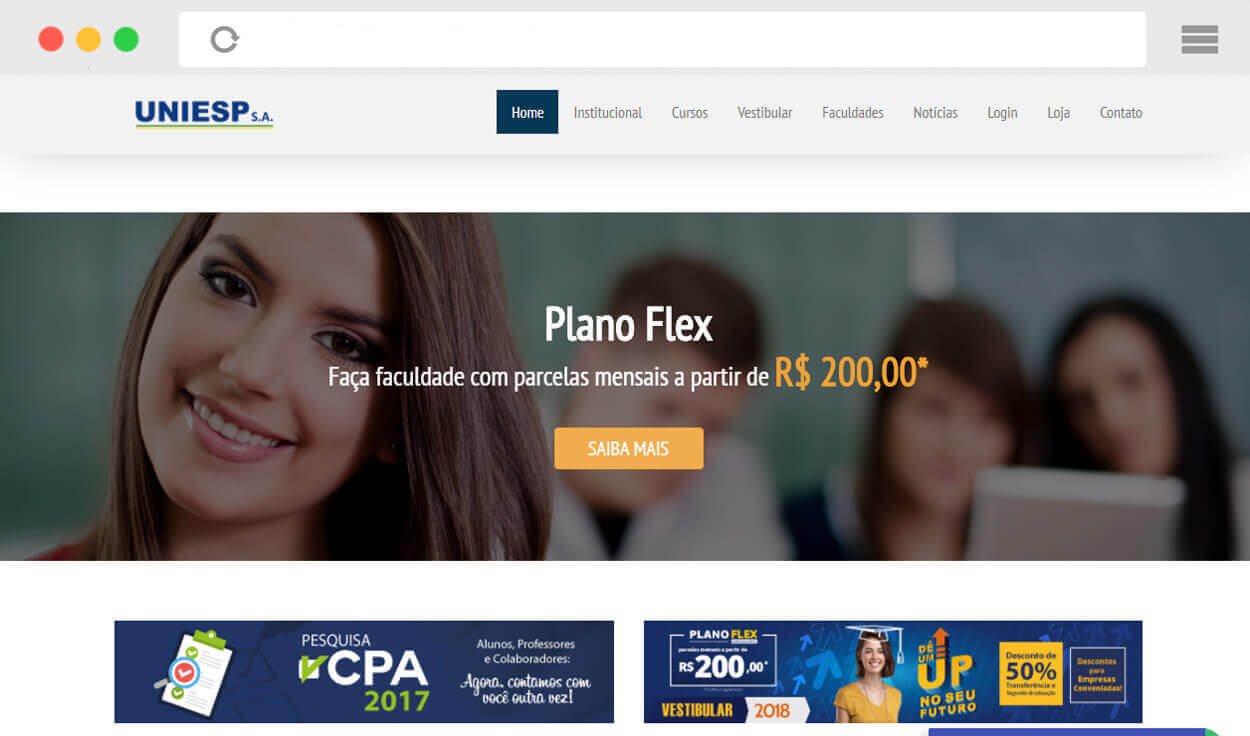 UNIESP S.A.
Home Institucional Cursos Vestibular Faculdades Notícias Login Loja Contato
Plano Flex
Faça faculdade com parcelas mensais a partir de R$ 200,00*
SAIBA MAIS
PESQUISA
CPA
2017
Alunos, Professores
e Colaboradores:
Agora, contamos com
você outra vez!
PLANO FLEX
parcelas mensais a partir de
R$ 200,00*
VESTIBULAR 2018
DÊ
UM
UP
NO SEU
FUTURO
Desconto de
50%
Transferência e
Segunda Graduação
Descontos
para
Empresas
Conveniadas!